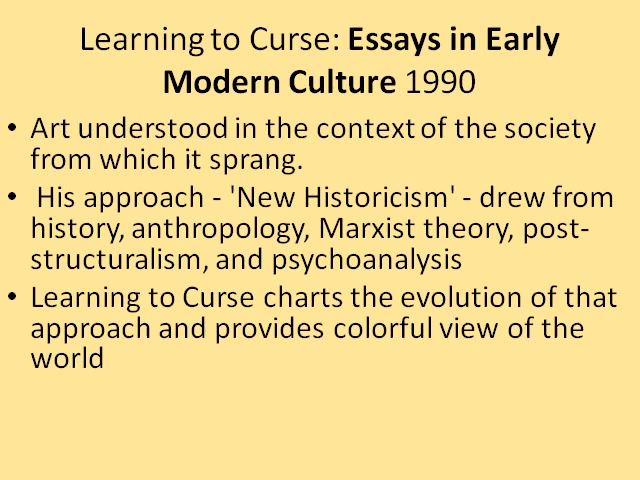 Learning to Curse: Essays in Early
Modern Culture 1990
• Art understood in the context of the society
from which it sprang.
• His approach - 'New Historicism' - drew from
history, anthropology, Marxist theory, post-
structuralism, and psychoanalysis
• Learning to Curse charts the evolution of that
approach and provides colorful view of the
world